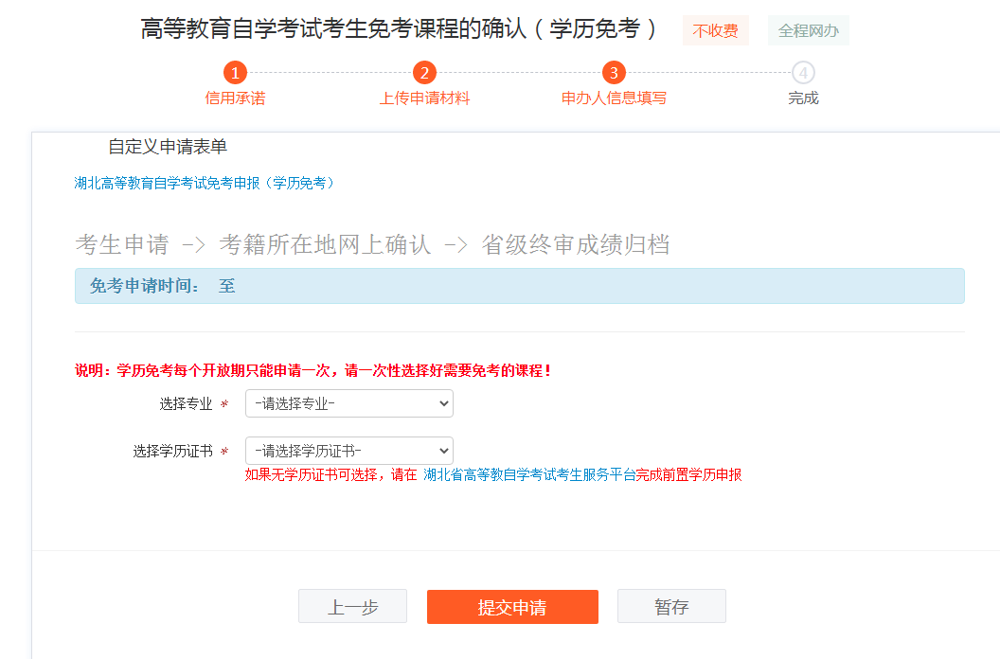 高等教育自学考试考生免考课程的确认（学历免考） 不收费 全程网办
1 2 3 4
信用承诺 上传申请材料 申办人信息填写 完成
自定义申请表单
湖北高等教育自学考试免考申报（学历免考）
考生申请 -> 考籍所在地网上确认 -> 省级终审成绩归档
免考申请时间： 至
说明：学历免考每个开放期只能申请一次，请一次性选择好需要免考的课程！
选择专业 * -请选择专业-
选择学历证书 * -请选择学历证书-
如果无学历证书可选择，请在 湖北省高等教自学考试考生服务平台完成前置学历申报
上一步 提交申请 暂存